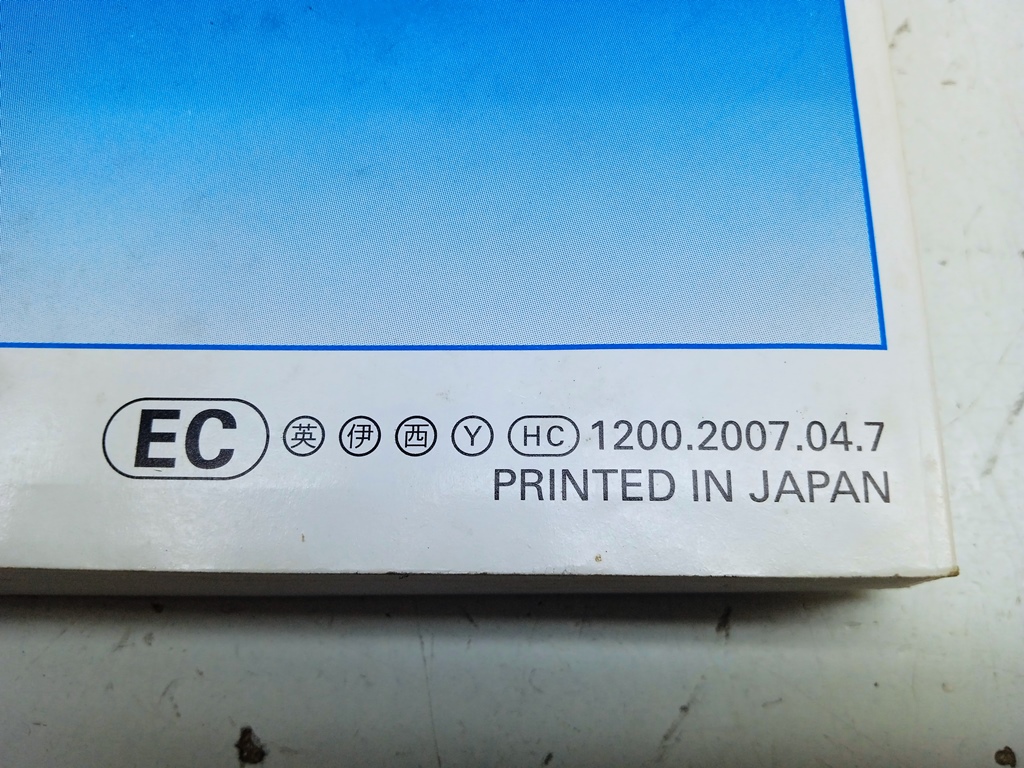 EC 英 伊 西 Y HC 1200.2007.04.7
PRINTED IN JAPAN